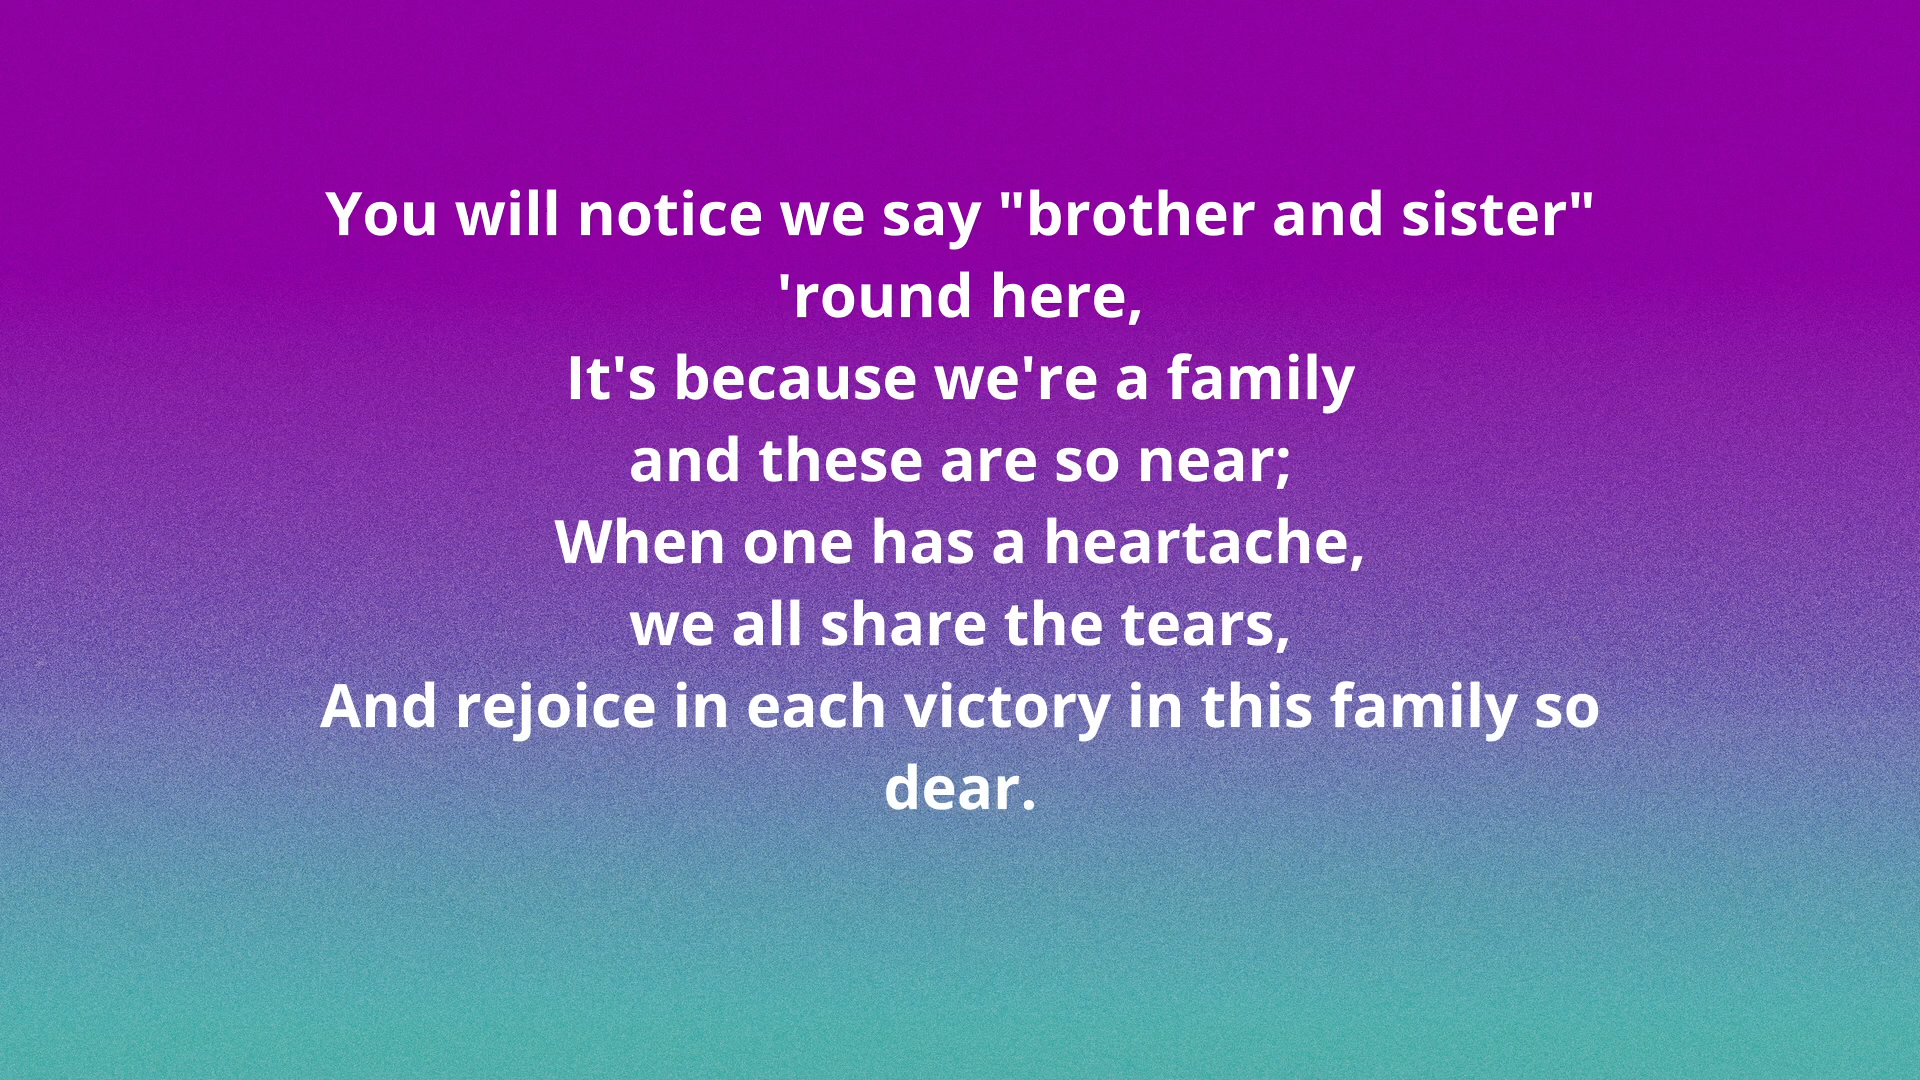 You will notice we say "brother and sister"
'round here,
It's because we're a family
and these are so near;
When one has a heartache,
we all share the tears,
And rejoice in each victory in this family so
dear.